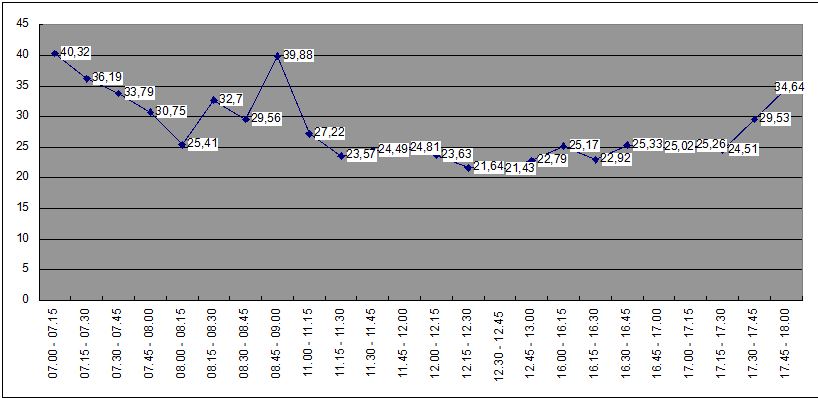 45
40
35
30
25
20
15
10
5
0
40,32
36,19
33,79
30,75
25,41
32,7
29,56
39,88
27,22
23,57
24,49
24,81
23,63
21,64
21,43
22,79
25,17
22,92
25,33
25,02
25,26
24,51
29,53
34,64
07.00 - 07.15
07.15 - 07.30
07.30 - 07.45
07.45 - 08.00
08.00 - 08.15
08.15 - 08.30
08.30 - 08.45
08.45 - 09.00
11.00 - 11.15
11.15 - 11.30
11.30 - 11.45
11.45 - 12.00
12.00 - 12.15
12.15 - 12.30
12.30 - 12.45
12.45 - 13.00
16.00 - 16.15
16.15 - 16.30
16.30 - 16.45
16.45 - 17.00
17.00 - 17.15
17.15 - 17.30
17.30 - 17.45
17.45 - 18.00